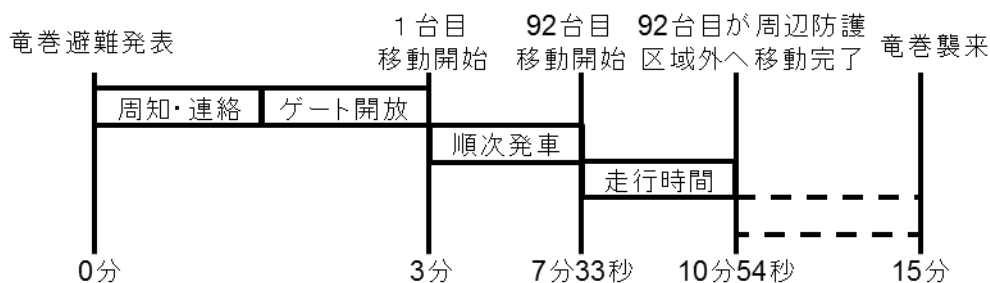 竜巻避難発表
1台目
移動開始
92台目
移動開始
92台目が周辺防護
区域外へ移動完了
竜巻襲来
周知・連絡
ゲート開放
順次発車
走行時間
0分
3分
7分33秒
10分54秒
15分